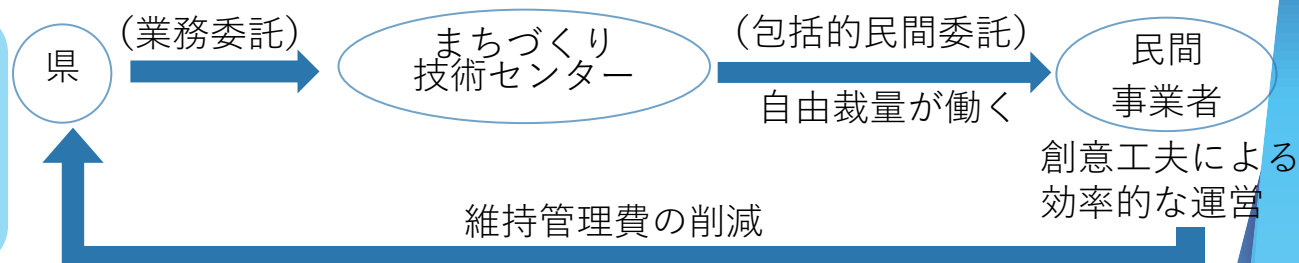 県
(業務委託)
まちづくり
技術センター
(包括的民間委託)
自由裁量が働く
民間
事業者
創意工夫による
効率的な運営
維持管理費の削減